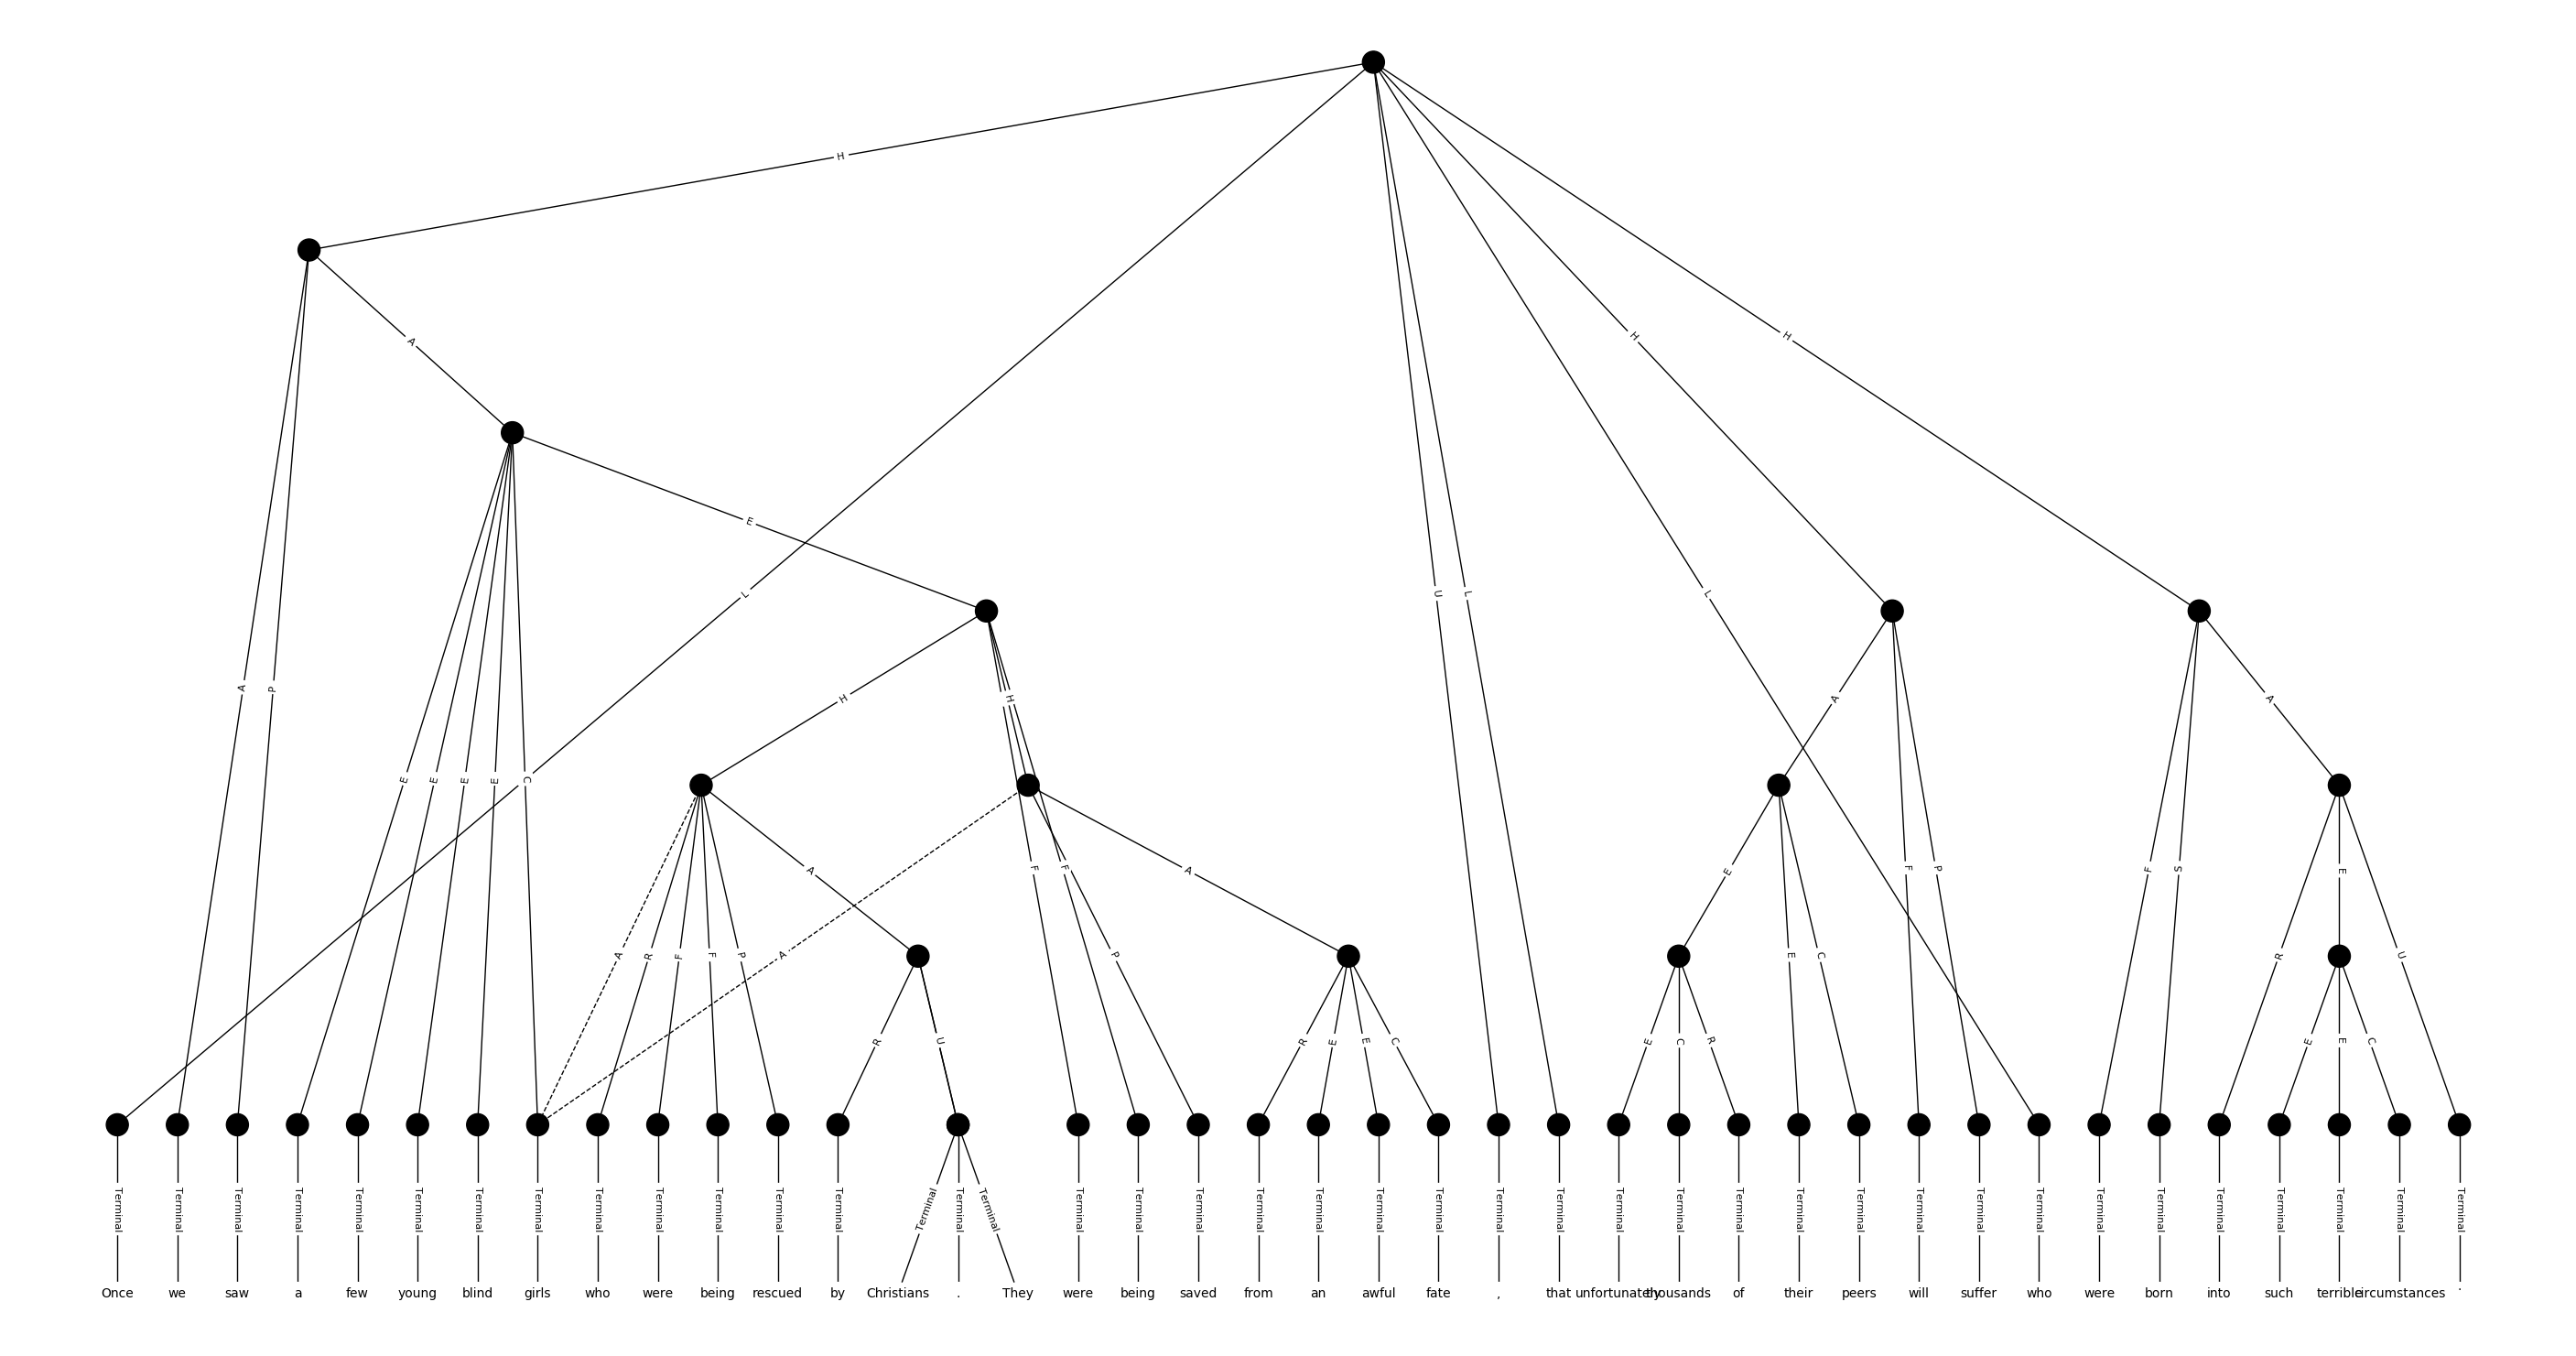 H
A
E
L
U
L
L
H
H
A
P
H
H
A
A
E
E
E
E
C
A
F
F
A
E
F
P
F
S
E
A
R
F
F
P
A
P
E
C
R
U
R
U
R
E
E
C
E
C
R
E
E
C
Terminal Terminal Terminal Terminal Terminal Terminal Terminal Terminal Terminal Terminal Terminal Terminal Terminal Terminal Terminal Terminal Terminal Terminal Terminal Terminal Terminal Terminal Terminal Terminal Terminal Terminal Terminal Terminal Terminal Terminal Terminal Terminal Terminal Terminal Terminal Terminal Terminal Terminal Terminal Terminal
Once we saw a few young blind girls who were being rescued by Christians . They were being saved from an awful fate , that unfortunately thousands of their peers will suffer who were born into such terrible circumstances .